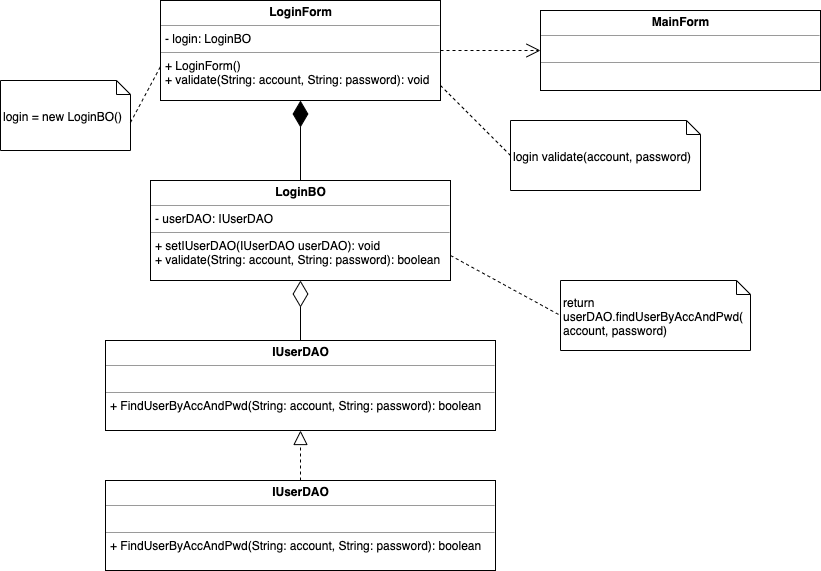 LoginForm
- login: LoginBO
+ LoginForm()
+ validate(String: account, String: password): void
MainForm
login = new LoginBO()
login validate(account, password)
LoginBO
- userDAO: IUserDAO
+ setIUserDAO(IUserDAO userDAO): void
+ validate(String: account, String: password): boolean
return
userDAO.findUserByAccAndPwd(
account, password)
IUserDAO
+ FindUserByAccAndPwd(String: account, String: password): boolean
IUserDAO
+ FindUserByAccAndPwd(String: account, String: password): boolean